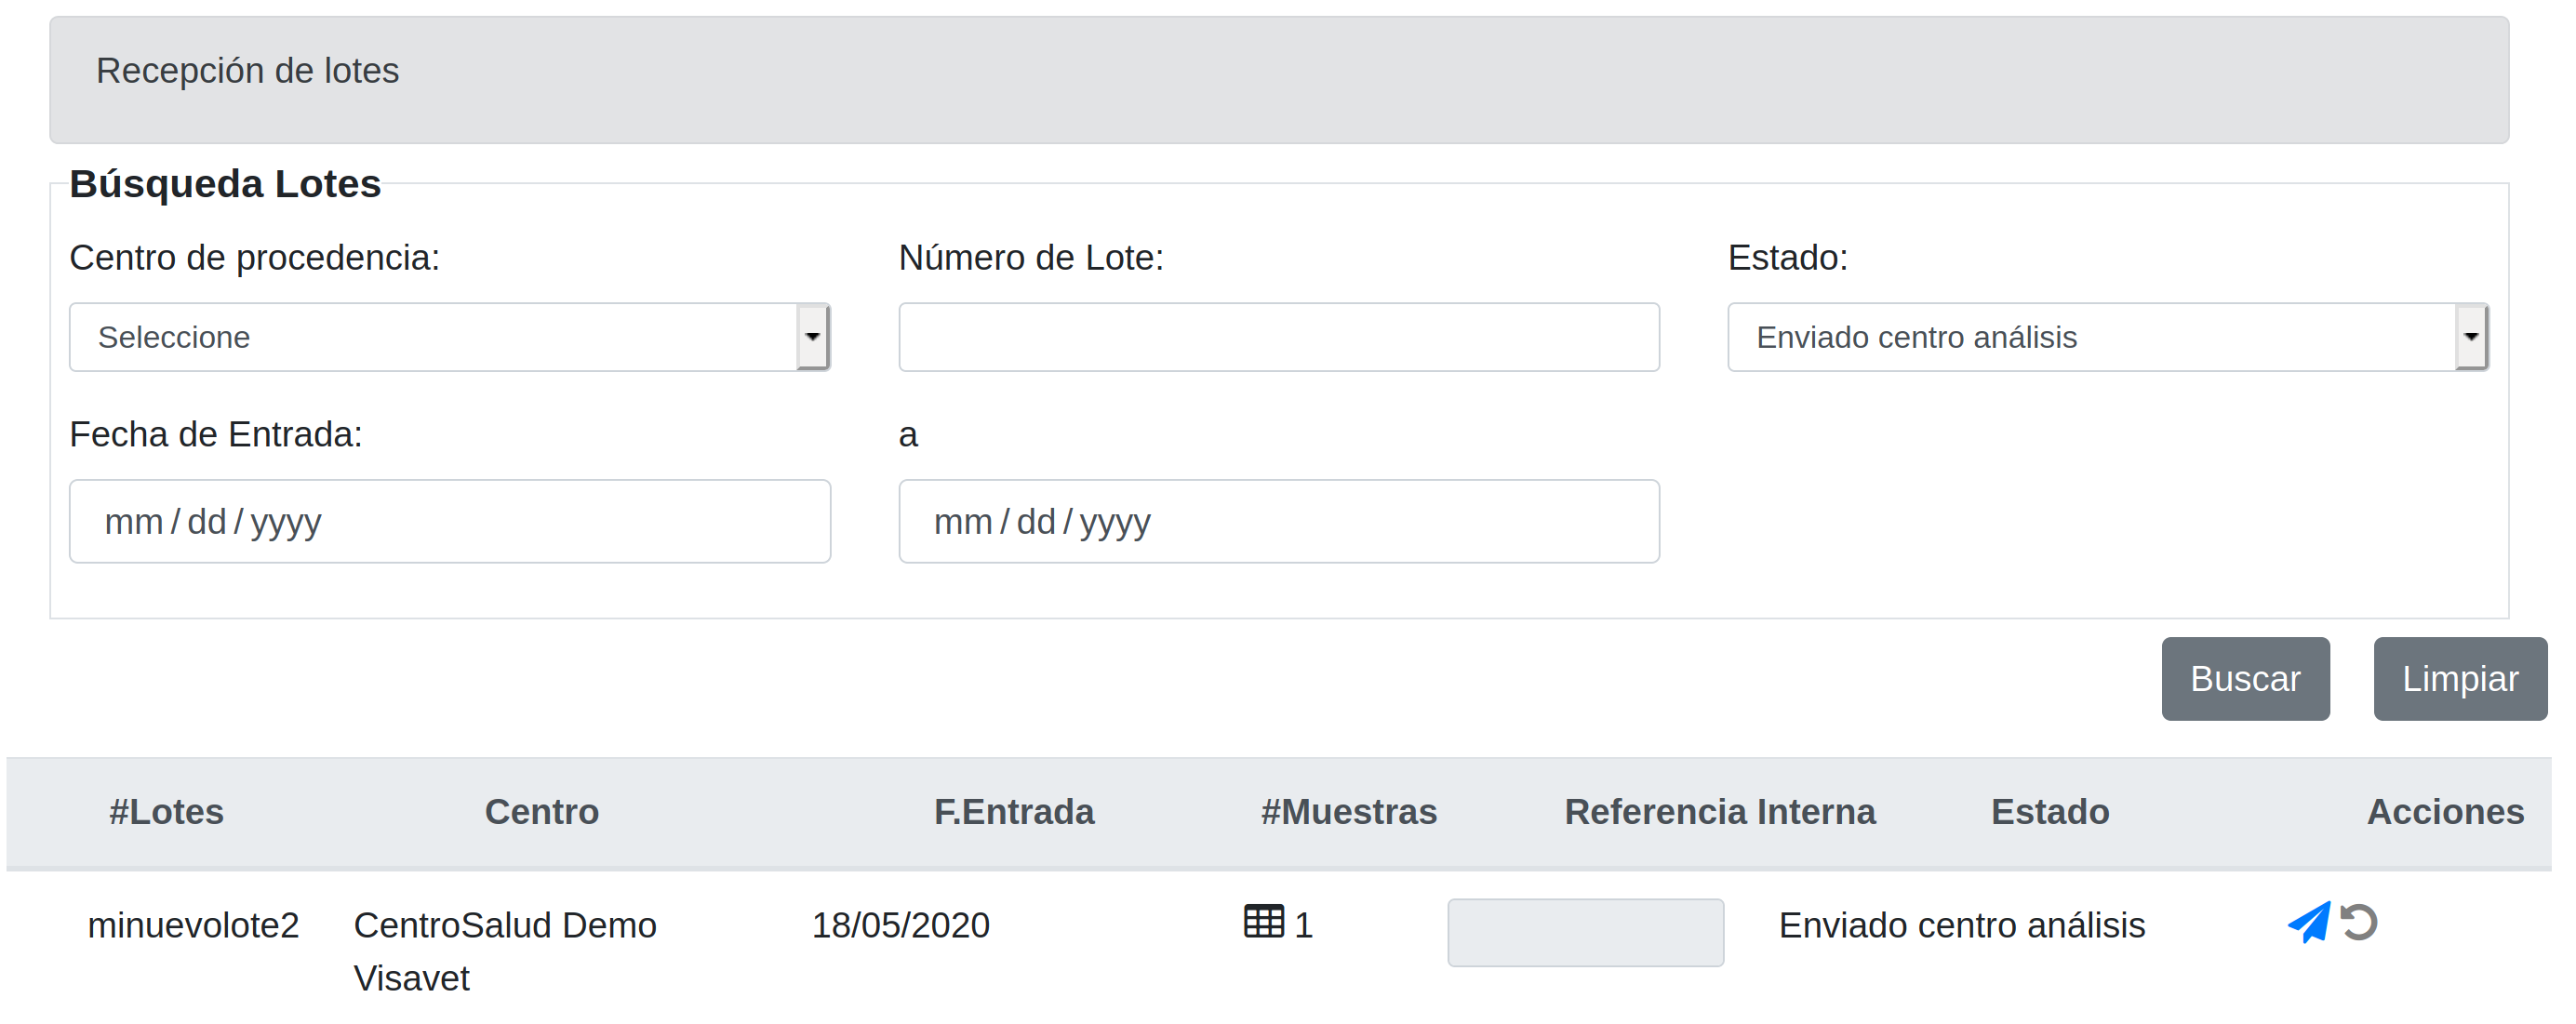 Recepción de lotes
Búsqueda Lotes
Centro de procedencia: Número de Lote: Estado:
Seleccione Enviado centro análisis
Fecha de Entrada: a
mm / dd / yyyy mm / dd / yyyy
Buscar Limpiar
#Lotes Centro F.Entrada #Muestras Referencia Interna Estado Acciones
minuevolote2 CentroSalud Demo 18/05/2020 1 Enviado centro análisis
Visavet